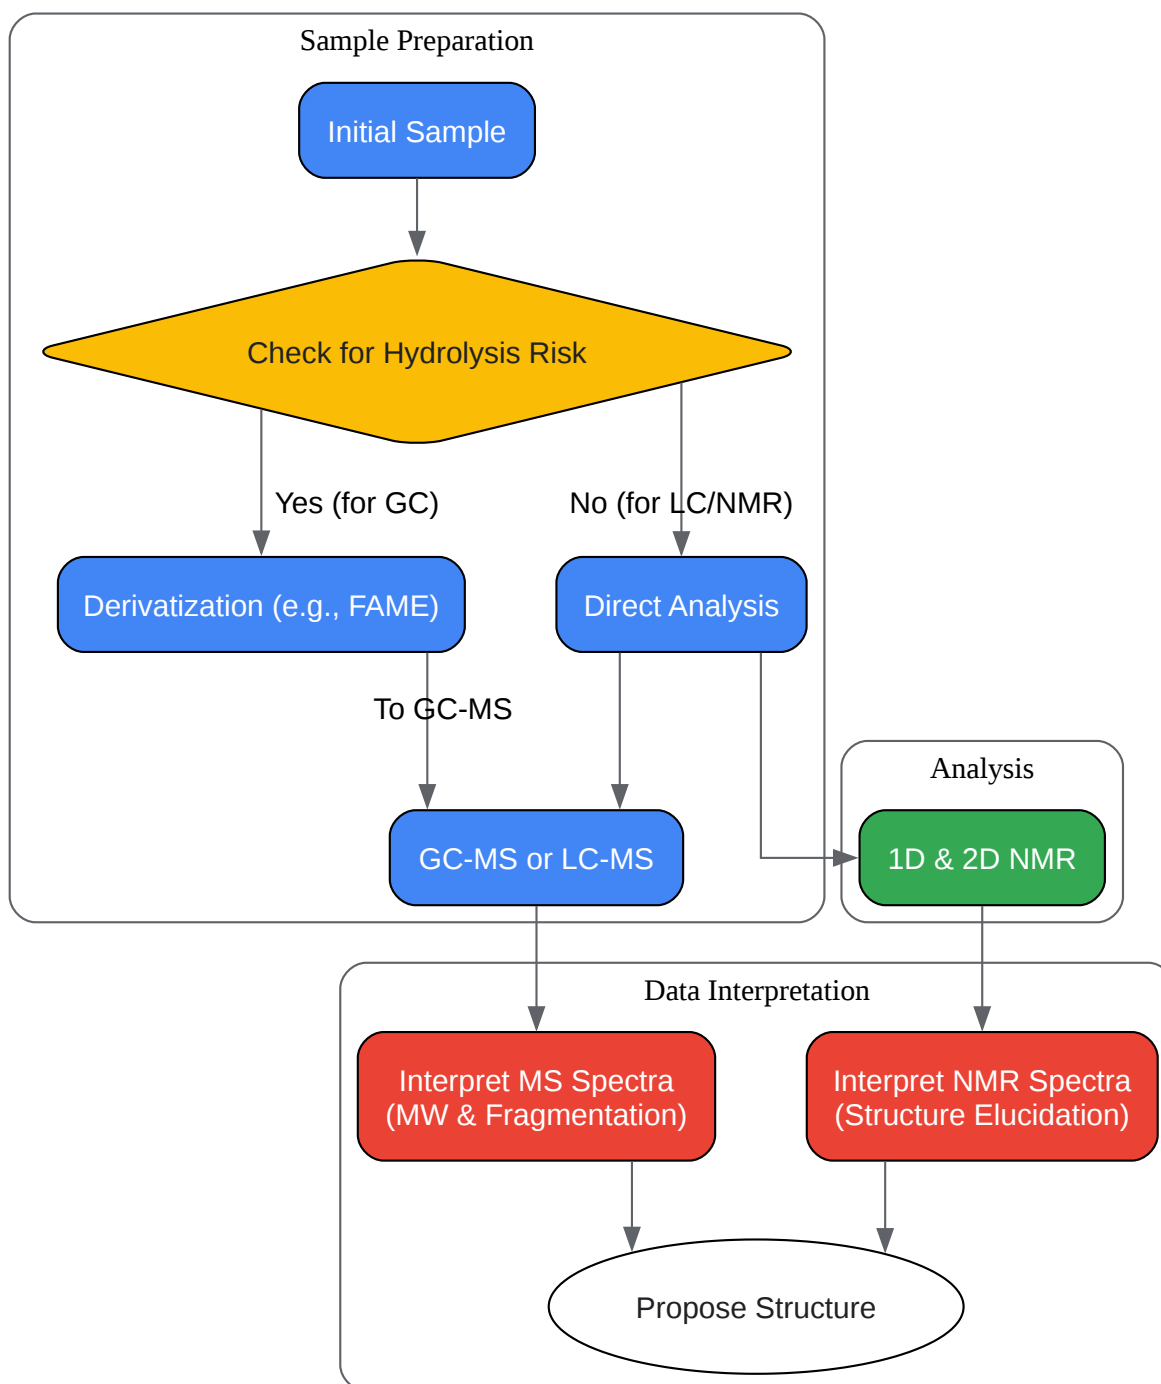 Sample Preparation
Initial Sample
Check for Hydrolysis Risk
Yes (for GC)
No (for LC/NMR)
Derivatization (e.g., FAME)
Direct Analysis
To GC-MS
Analysis
GC-MS or LC-MS
1D & 2D NMR
Data Interpretation
Interpret MS Spectra
(MW & Fragmentation)
Interpret NMR Spectra
(Structure Elucidation)
Propose Structure